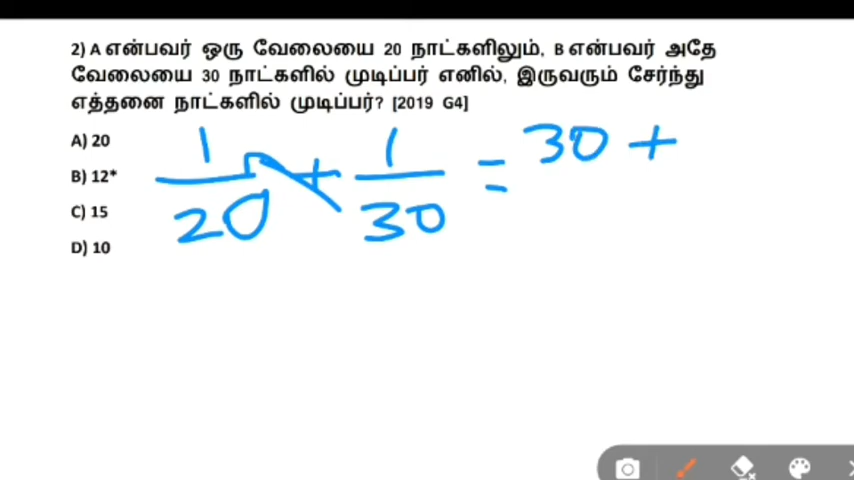 2) A என்பவர் ஒரு வேலையை 20 நாட்களிலும், B என்பவர் அதே
வேலையை 30 நாட்களில் முடிப்பர் எனில், இருவரும் சேர்ந்து
எத்தனை நாட்களில் முடிப்பர்? [2019 G4]
A) 20
B) 12*
C) 15
D) 10
1/20 + 1/30 = 30 +